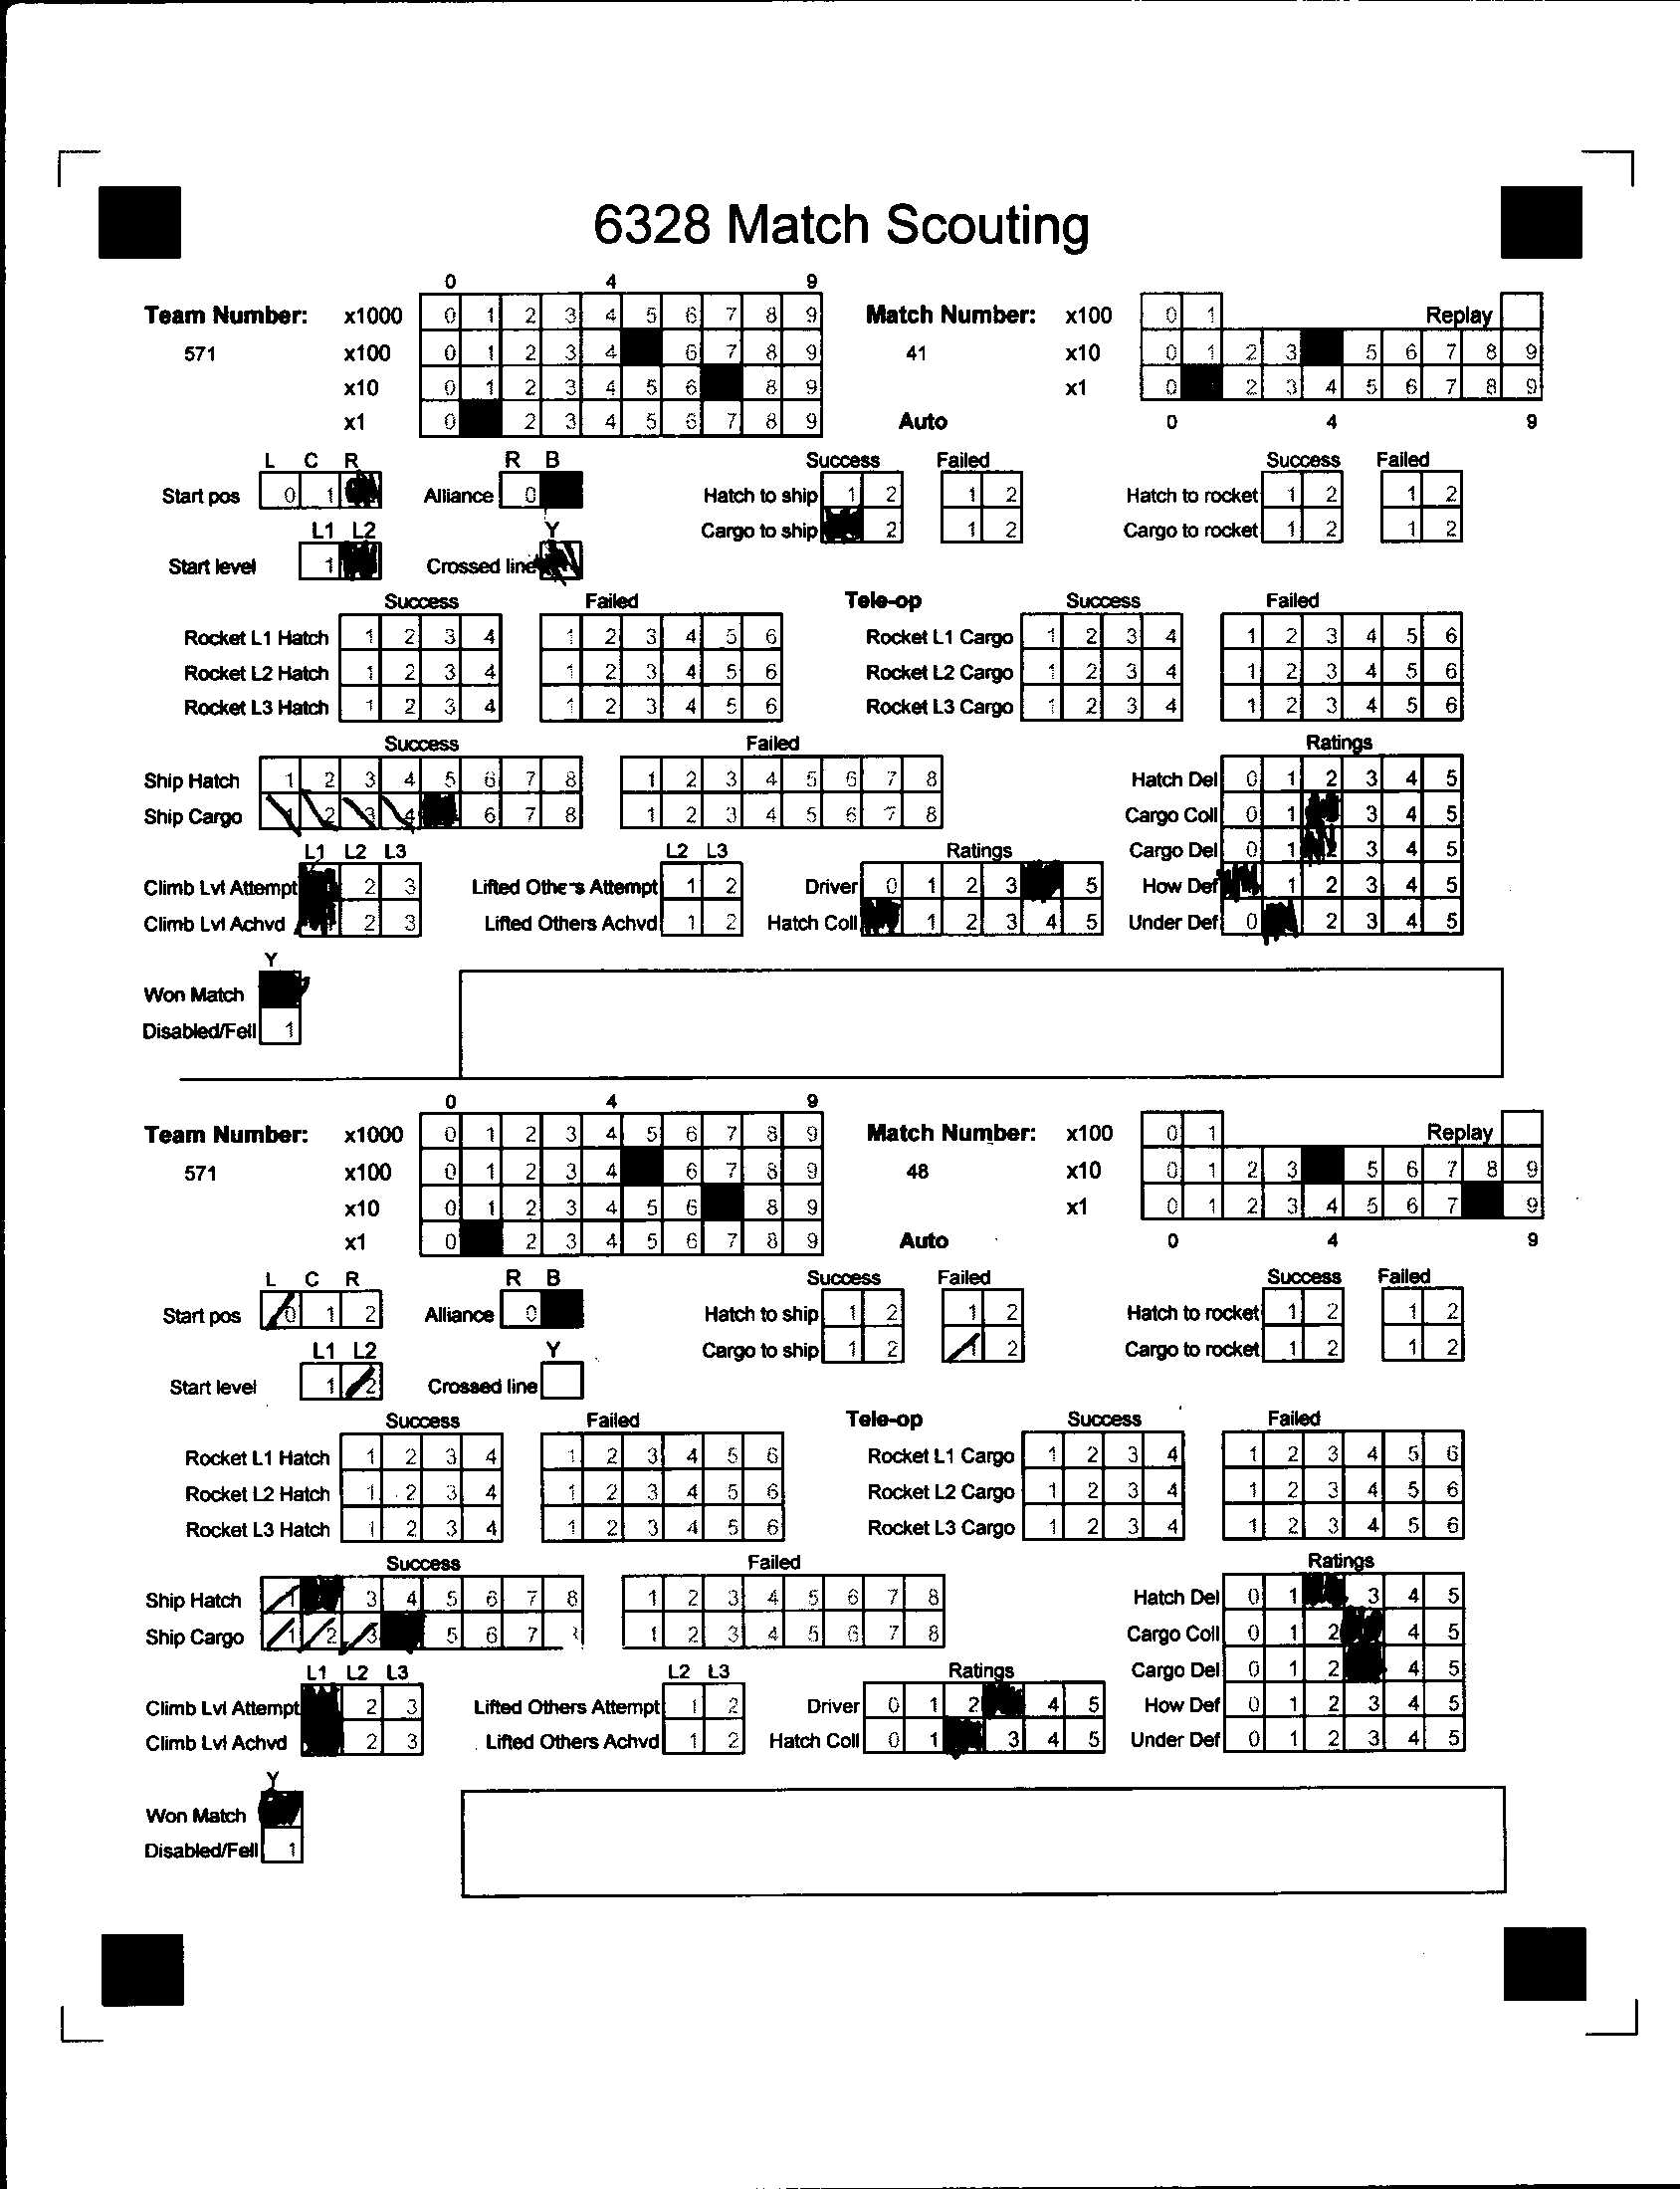 6328 Match Scouting
0 4 9
Team Number: x1000 0 1 2 3 4 5 6 7 8 9 Match Number: x100 0 1 Replay
571 x100 0 1 2 3 4 6 7 8 9 41 x10 0 1 2 3 5 6 7 8 9
x10 0 1 2 3 4 5 6 8 9 x1 0 2 3 4 5 6 7 8 9
x1 0 2 3 4 5 6 7 8 9 Auto 0 4 9
L C R R B Success Failed Success Failed
Start pos 0 1 Alliance 0 Hatch to ship 1 2 1 2 Hatch to rocket 1 2 1 2
L1 L2 Y Cargo to ship 2 1 2 Cargo to rocket 1 2 1 2
Start level 1 Crossed line
Success Failed Tele-op Success Failed
Rocket L1 Hatch 1 2 3 4 1 2 3 4 5 6 Rocket L1 Cargo 1 2 3 4 1 2 3 4 5 6
Rocket L2 Hatch 1 2 3 4 1 2 3 4 5 6 Rocket L2 Cargo 1 2 3 4 1 2 3 4 5 6
Rocket L3 Hatch 1 2 3 4 1 2 3 4 5 6 Rocket L3 Cargo 1 2 3 4 1 2 3 4 5 6
Success Failed Ratings
Ship Hatch 1 2 3 4 5 6 7 8 1 2 3 4 5 6 7 8 Hatch Del 0 1 2 3 4 5
Ship Cargo 1 2 3 4 6 7 8 1 2 3 4 5 6 7 8 Cargo Coll 0 1 3 4 5
L1 L2 L3 L2 L3 Ratings Cargo Del 0 1 2 3 4 5
Climb Lvl Attempt 2 3 Lifted Others Attempt 1 2 Driver 0 1 2 3 5 How Def 1 2 3 4 5
Climb Lvl Achvd 2 3 Lifted Others Achvd 1 2 Hatch Coll 1 2 3 4 5 Under Def 0 2 3 4 5
Y
Won Match
Disabled/Fell 1
0 4 9
Team Number: x1000 0 1 2 3 4 5 6 7 8 9 Match Number: x100 0 1 Replay
571 x100 0 1 2 3 4 6 7 8 9 48 x10 0 1 2 3 5 6 7 8 9
x10 0 1 2 3 4 5 6 8 9 x1 0 1 2 3 4 5 6 7 9
x1 0 2 3 4 5 6 7 8 9 Auto 0 4 9
L C R R B Success Failed Success Failed
Start pos 0 1 2 Alliance 0 Hatch to ship 1 2 1 2 Hatch to rocket 1 2 1 2
L1 L2 Y Cargo to ship 1 2 1 2 Cargo to rocket 1 2 1 2
Start level 1 2 Crossed line
Success Failed Tele-op Success Failed
Rocket L1 Hatch 1 2 3 4 1 2 3 4 5 6 Rocket L1 Cargo 1 2 3 4 1 2 3 4 5 6
Rocket L2 Hatch 1 2 3 4 1 2 3 4 5 6 Rocket L2 Cargo 1 2 3 4 1 2 3 4 5 6
Rocket L3 Hatch 1 2 3 4 1 2 3 4 5 6 Rocket L3 Cargo 1 2 3 4 1 2 3 4 5 6
Success Failed Ratings
Ship Hatch 1 3 4 5 6 7 8 1 2 3 4 5 6 7 8 Hatch Del 0 1 3 4 5
Ship Cargo 1 2 3 5 6 7 1 2 3 4 5 6 7 8 Cargo Coll 0 1 2 4 5
L1 L2 L3 L2 L3 Ratings Cargo Del 0 1 2 4 5
Climb Lvl Attempt 2 3 Lifted Others Attempt 1 2 Driver 0 1 2 4 5 How Def 0 1 2 3 4 5
Climb Lvl Achvd 2 3 Lifted Others Achvd 1 2 Hatch Coll 0 1 3 4 5 Under Def 0 1 2 3 4 5
Y
Won Match
Disabled/Fell 1